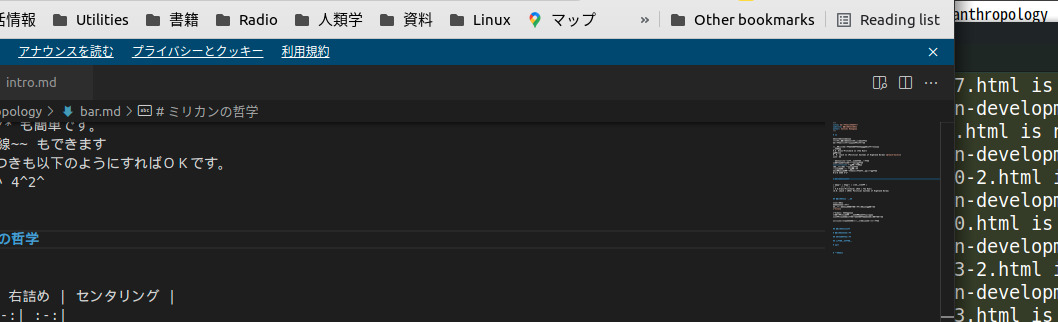 活情報 Utilities 書籍 Radio 人類学 資料 Linux マップ » Other bookmarks Reading list
アナウンスを読む プライバシーとクッキー 利用規約 ×
intro.md ···
opology > bar.md > # ミリカンの哲学
** も簡単です。
線~~ もできます
つきも以下のようにすればＯＫです。
4^2^
の哲学
右詰め | センタリング |
-:| :-:|
anthropology
7.html is
n-developm
.html is n
n-developm
0-2.html i
n-developm
0.html is
n-developm
3-2.html i
n-developm
3.html is